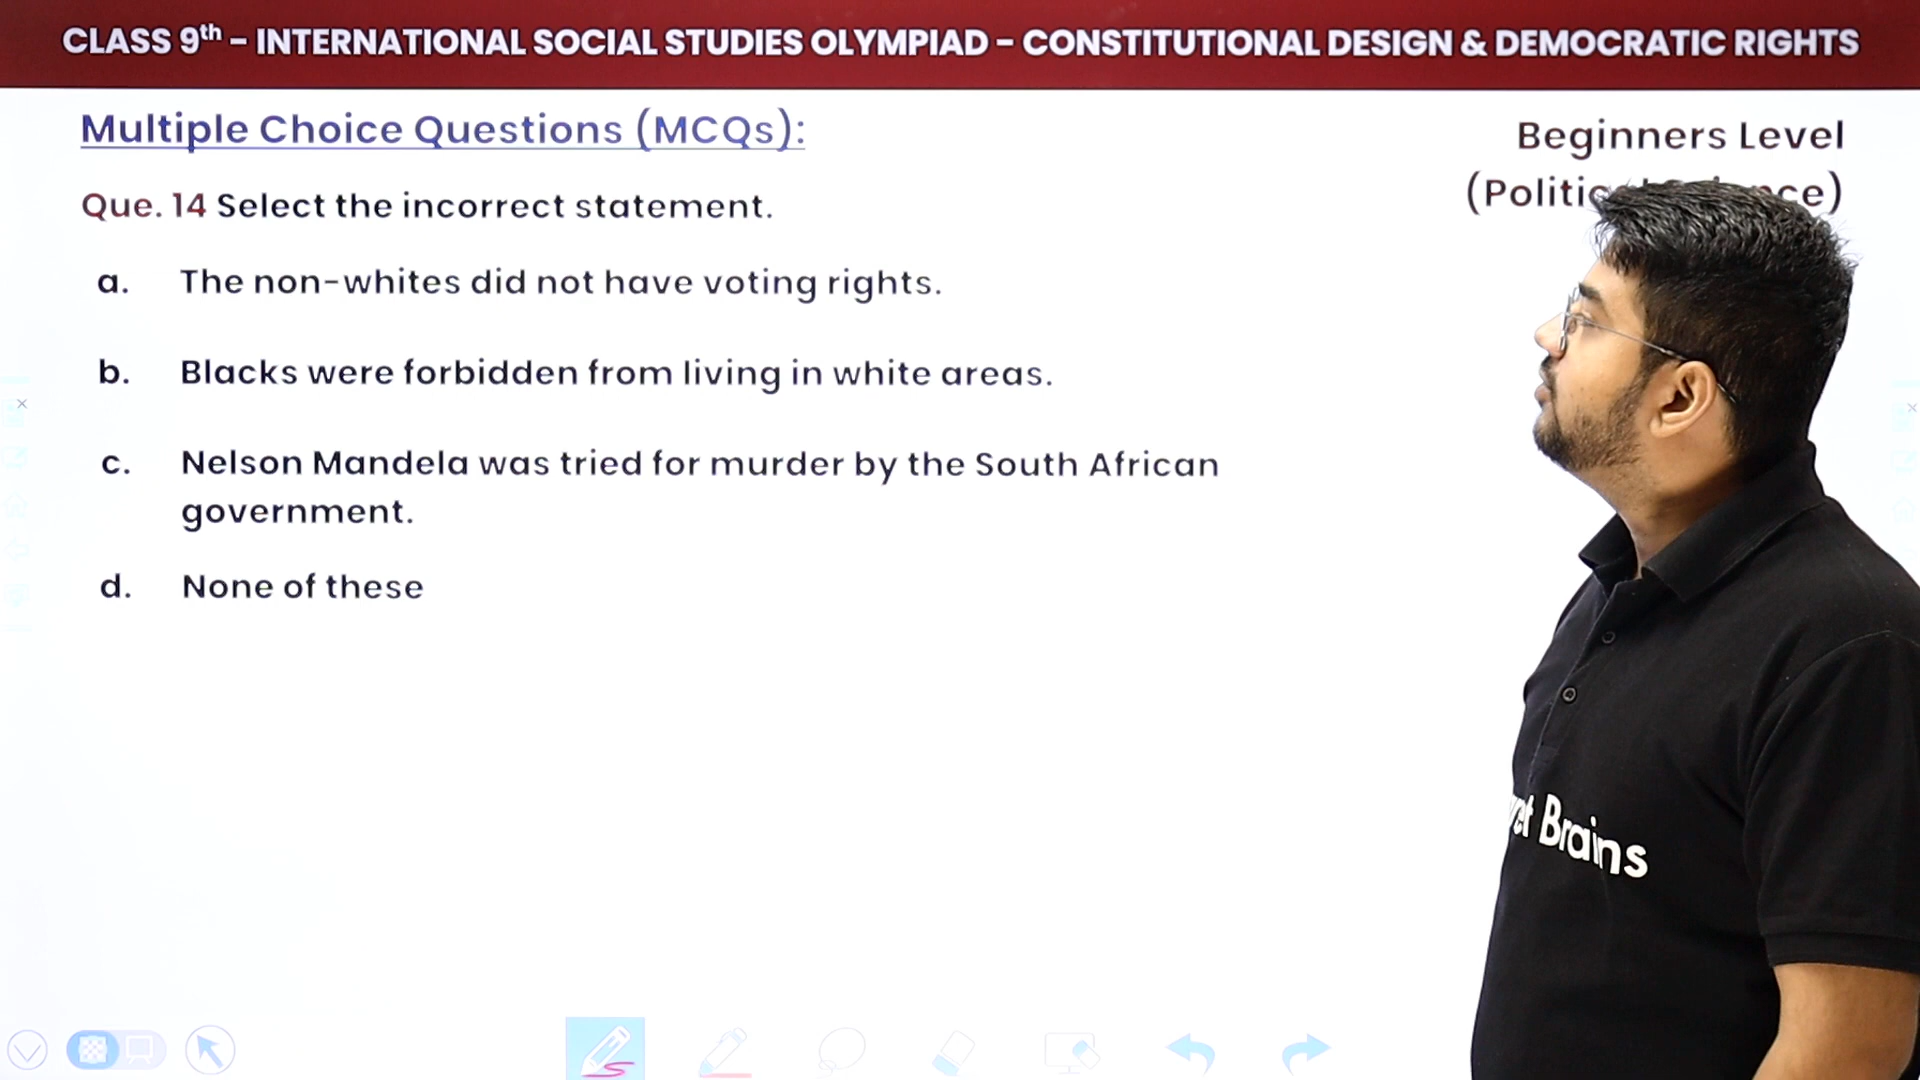 CLASS 9th - INTERNATIONAL SOCIAL STUDIES OLYMPIAD - CONSTITUTIONAL DESIGN & DEMOCRATIC RIGHTS
Multiple Choice Questions (MCQs):
Beginners Level
Que. 14 Select the incorrect statement.
a. The non-whites did not have voting rights.
b. Blacks were forbidden from living in white areas.
c. Nelson Mandela was tried for murder by the South African
government.
d. None of these
Brains